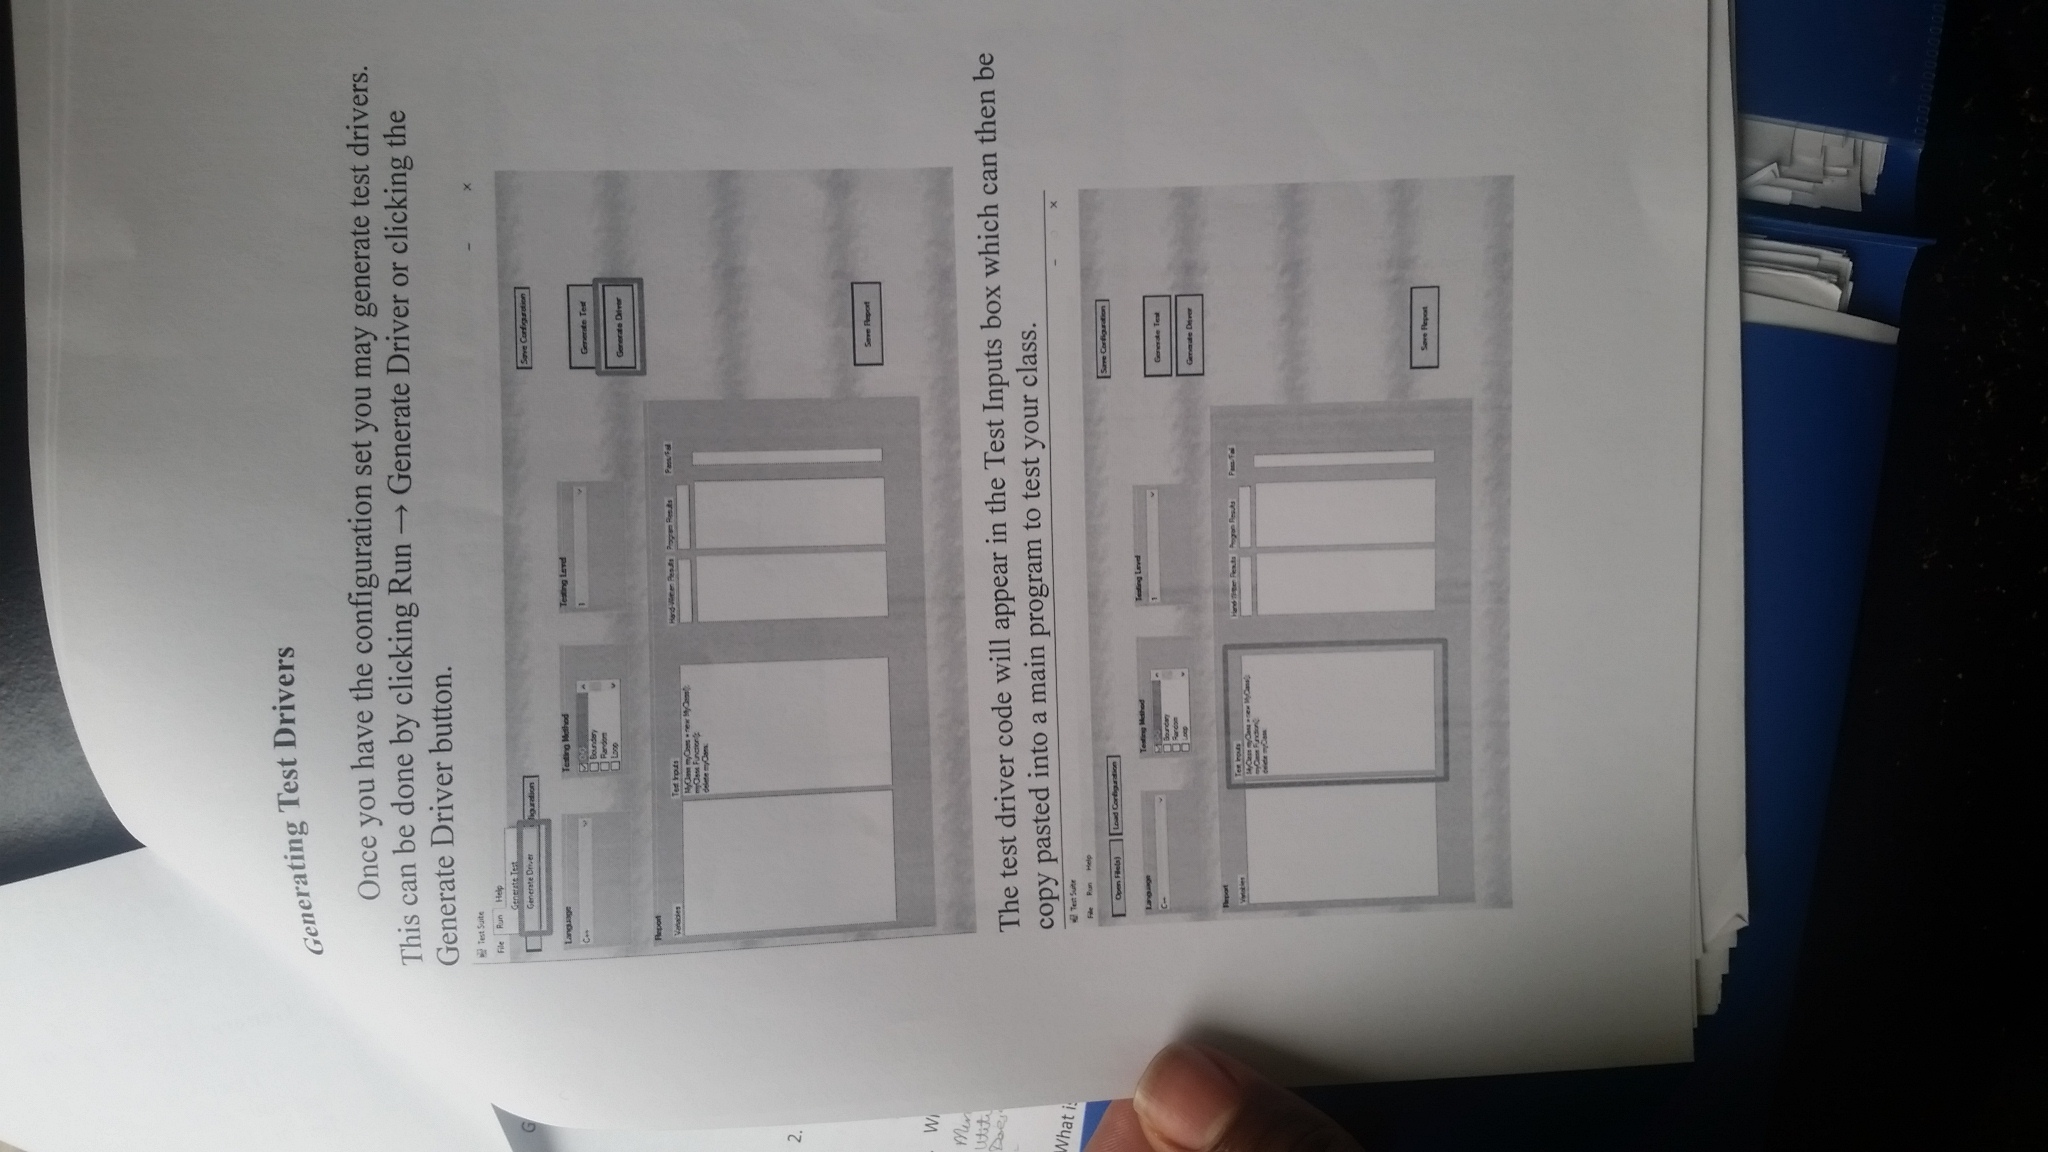 Generating Test Drivers
Once you have the configuration set you may generate test drivers.
This can be done by clicking Run → Generate Driver or clicking the
Generate Driver button.
Test Suite
File Run Help
Generate Test
Generate Driver
figuration
Save Configuration
Language
C++
Testing Method
Boundary
Random
Loop
Testing Level
1
Generate Test
Generate Driver
Report
Variables
Test Inputs
MyClass myClass = new MyClass();
myClass.Function();
delete myClass;
Hand-Written Results
Program Results
Pass/Fail
Save Report
The test driver code will appear in the Test Inputs box which can then be
copy pasted into a main program to test your class.
Test Suite
File Run Help
Open File(s)
Load Configuration
Save Configuration
Language
C++
Testing Method
Boundary
Random
Loop
Testing Level
1
Generate Test
Generate Driver
Report
Variables
Test Inputs
MyClass myClass = new MyClass();
myClass.Function();
delete myClass;
Hand-Written Results
Program Results
Pass/Fail
Save Report
G
2.
What is